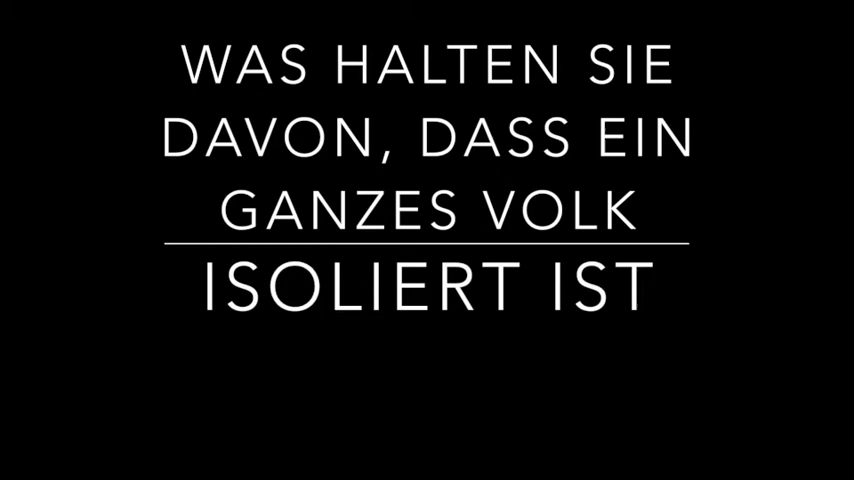 WAS HALTEN SIE
DAVON, DASS EIN
GANZES VOLK
ISOLIERT IST